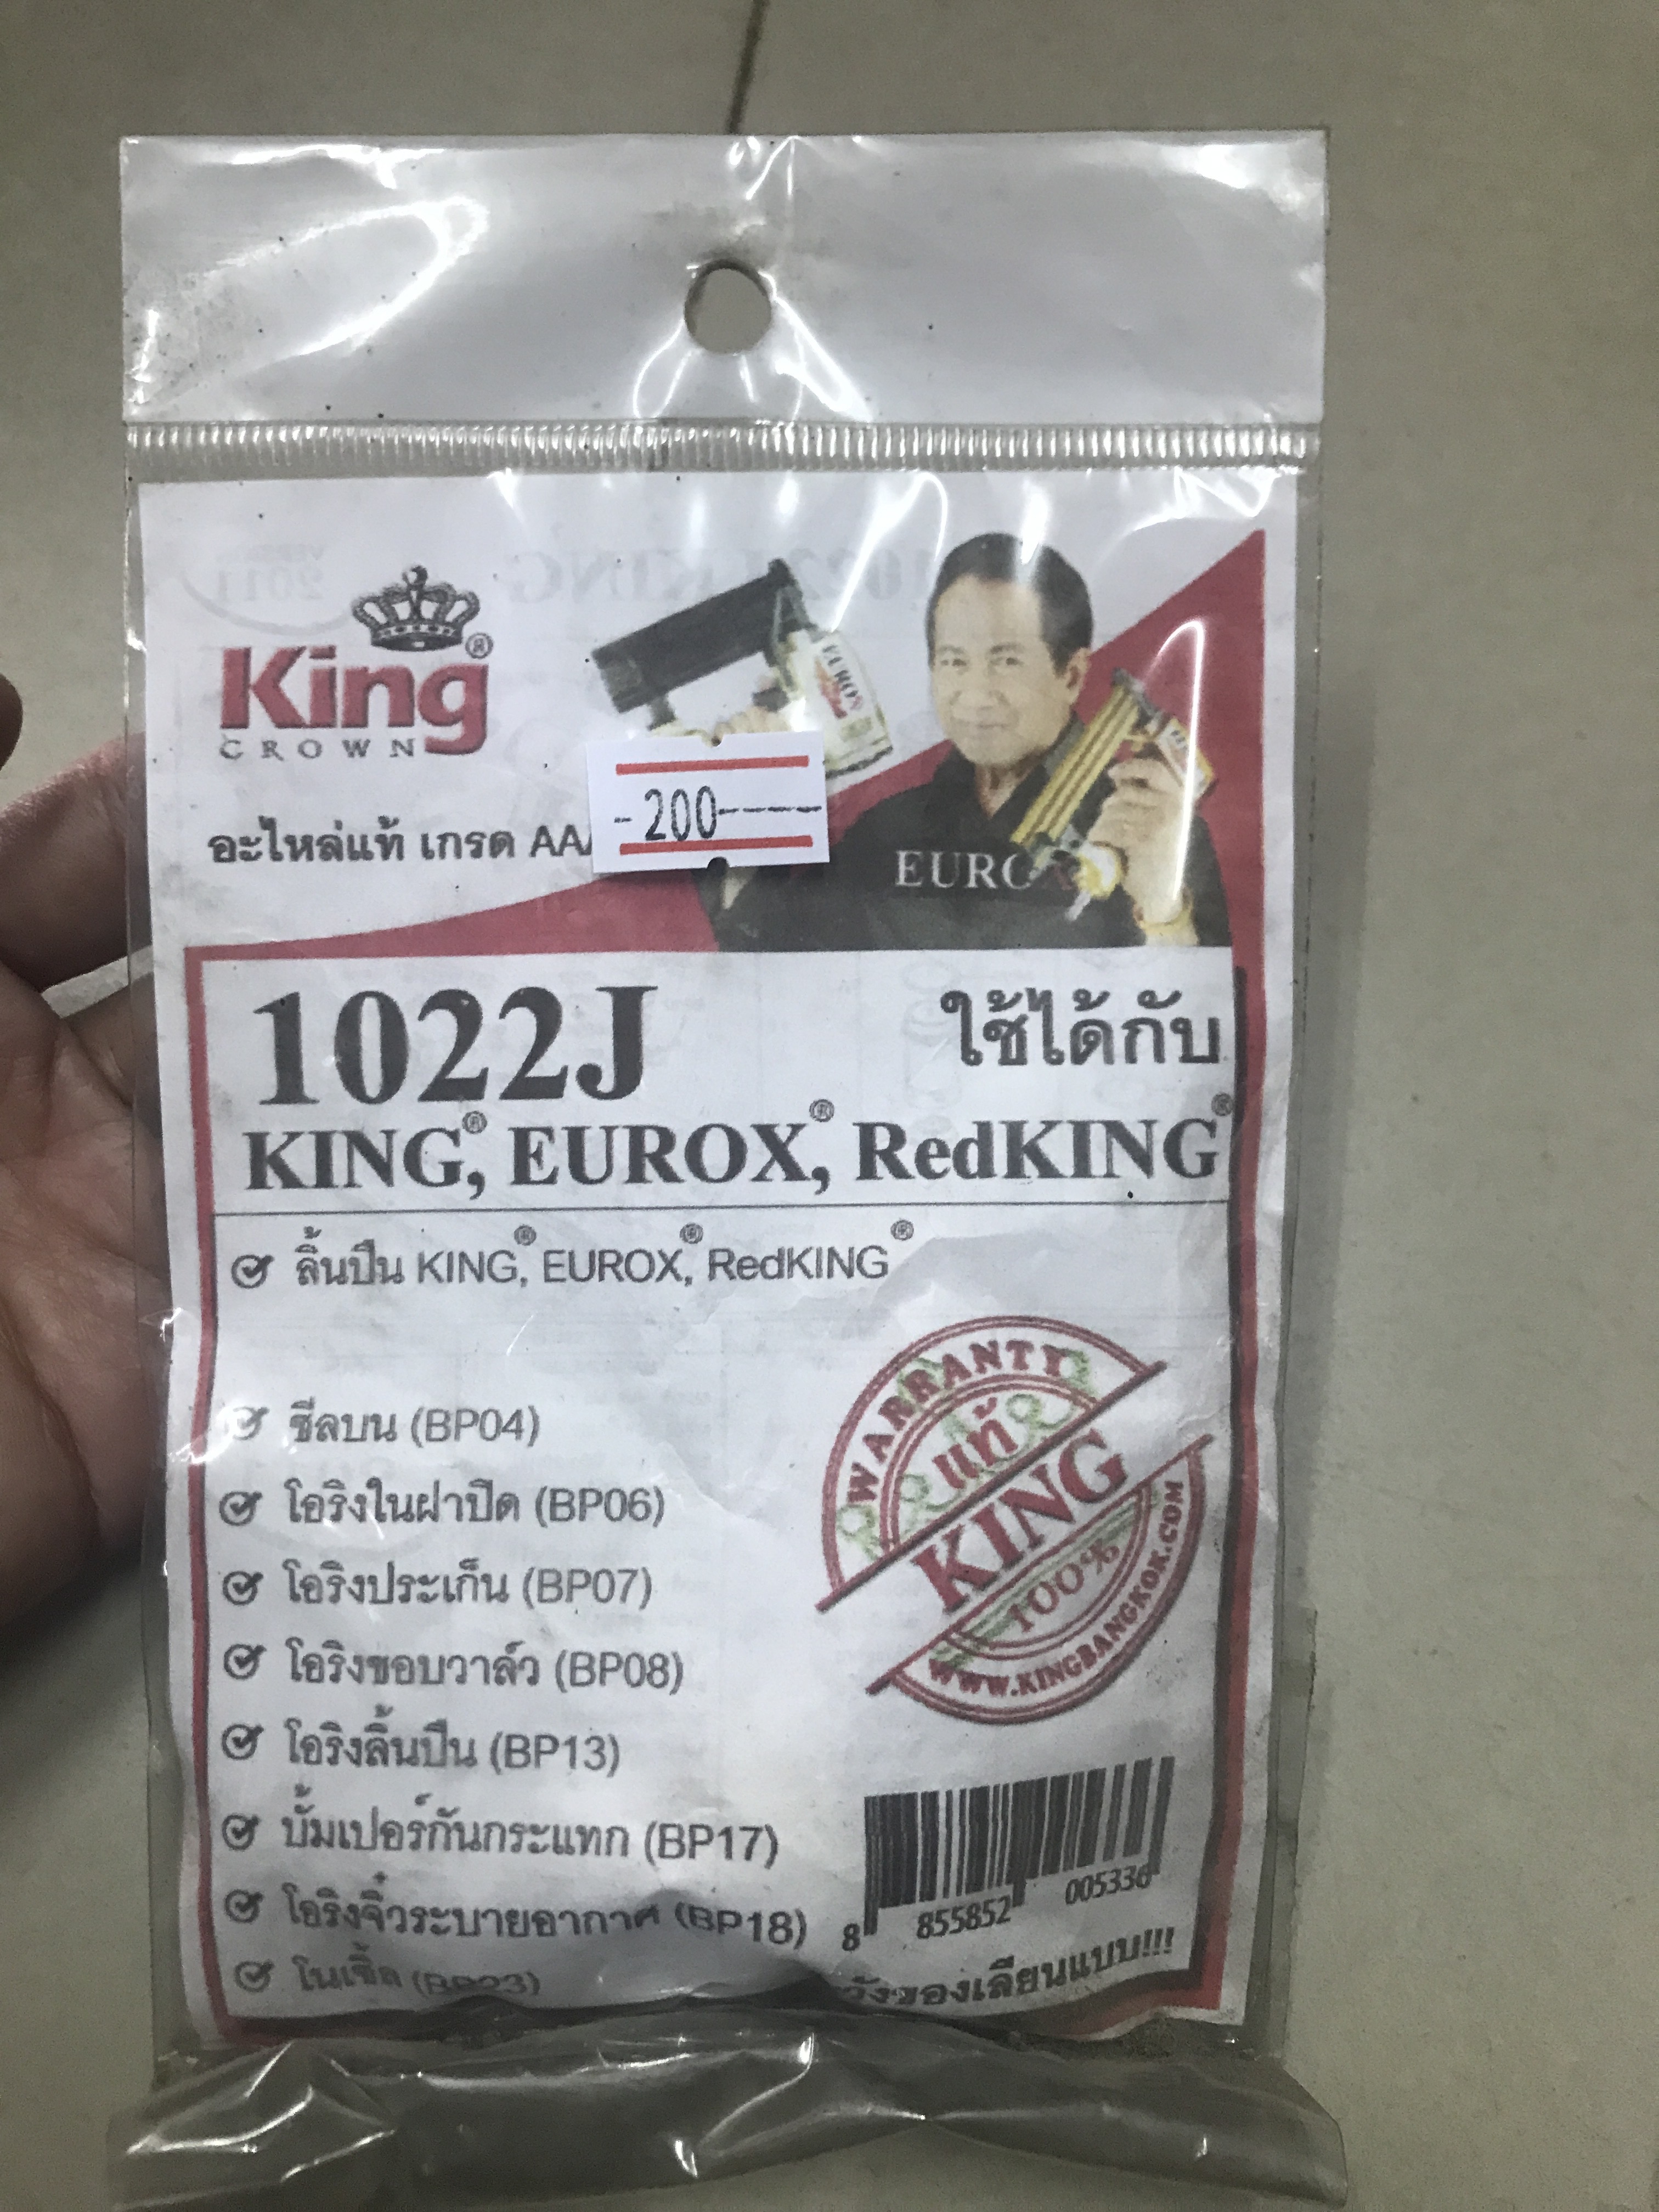 King®
CROWN
อะไหล่แท้ เกรด
-200-----
EUROX
EURO
1022J ใช้ได้กับ
KING®, EUROX®, RedKING®
ลิ้นปืน KING®, EUROX®, RedKING®
ซีลบน (BP04)
โอริงในฝาปิด (BP06)
โอริงประเก็น (BP07)
โอริงขอบวาล์ว (BP08)
โอริงลิ้นปืน (BP13)
บั้มเปอร์กันกระแทก (BP17)
โอริงจิ๋วระบายอากาศ (BP18)
WARRANTY
แท้
KING
100%
WWW.KINGBANGKOK.COM
8 855852 005336
ของเลียนแบบ!!!
1022J KING
VERSION
2011